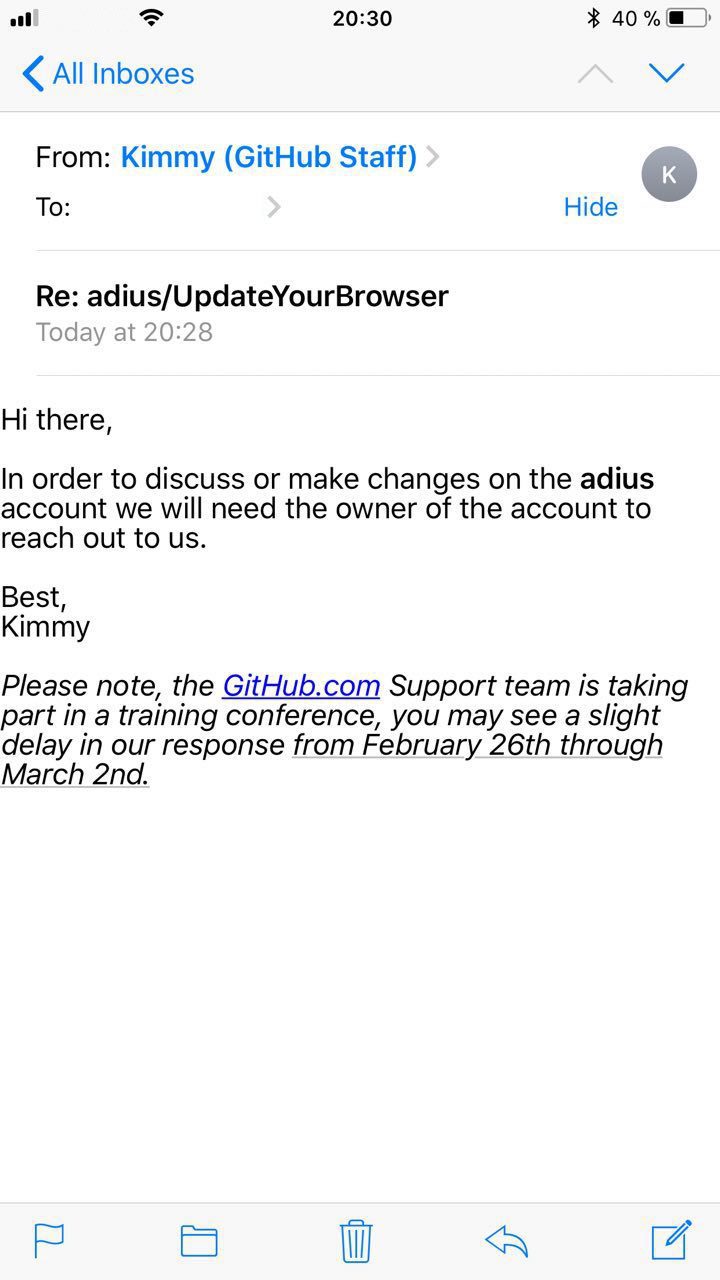 20:30
40 %
All Inboxes
From: Kimmy (GitHub Staff)
K
To:
Hide
Re: adius/UpdateYourBrowser
Today at 20:28
Hi there,
In order to discuss or make changes on the adius
account we will need the owner of the account to
reach out to us.
Best,
Kimmy
Please note, the GitHub.com Support team is taking
part in a training conference, you may see a slight
delay in our response from February 26th through
March 2nd.